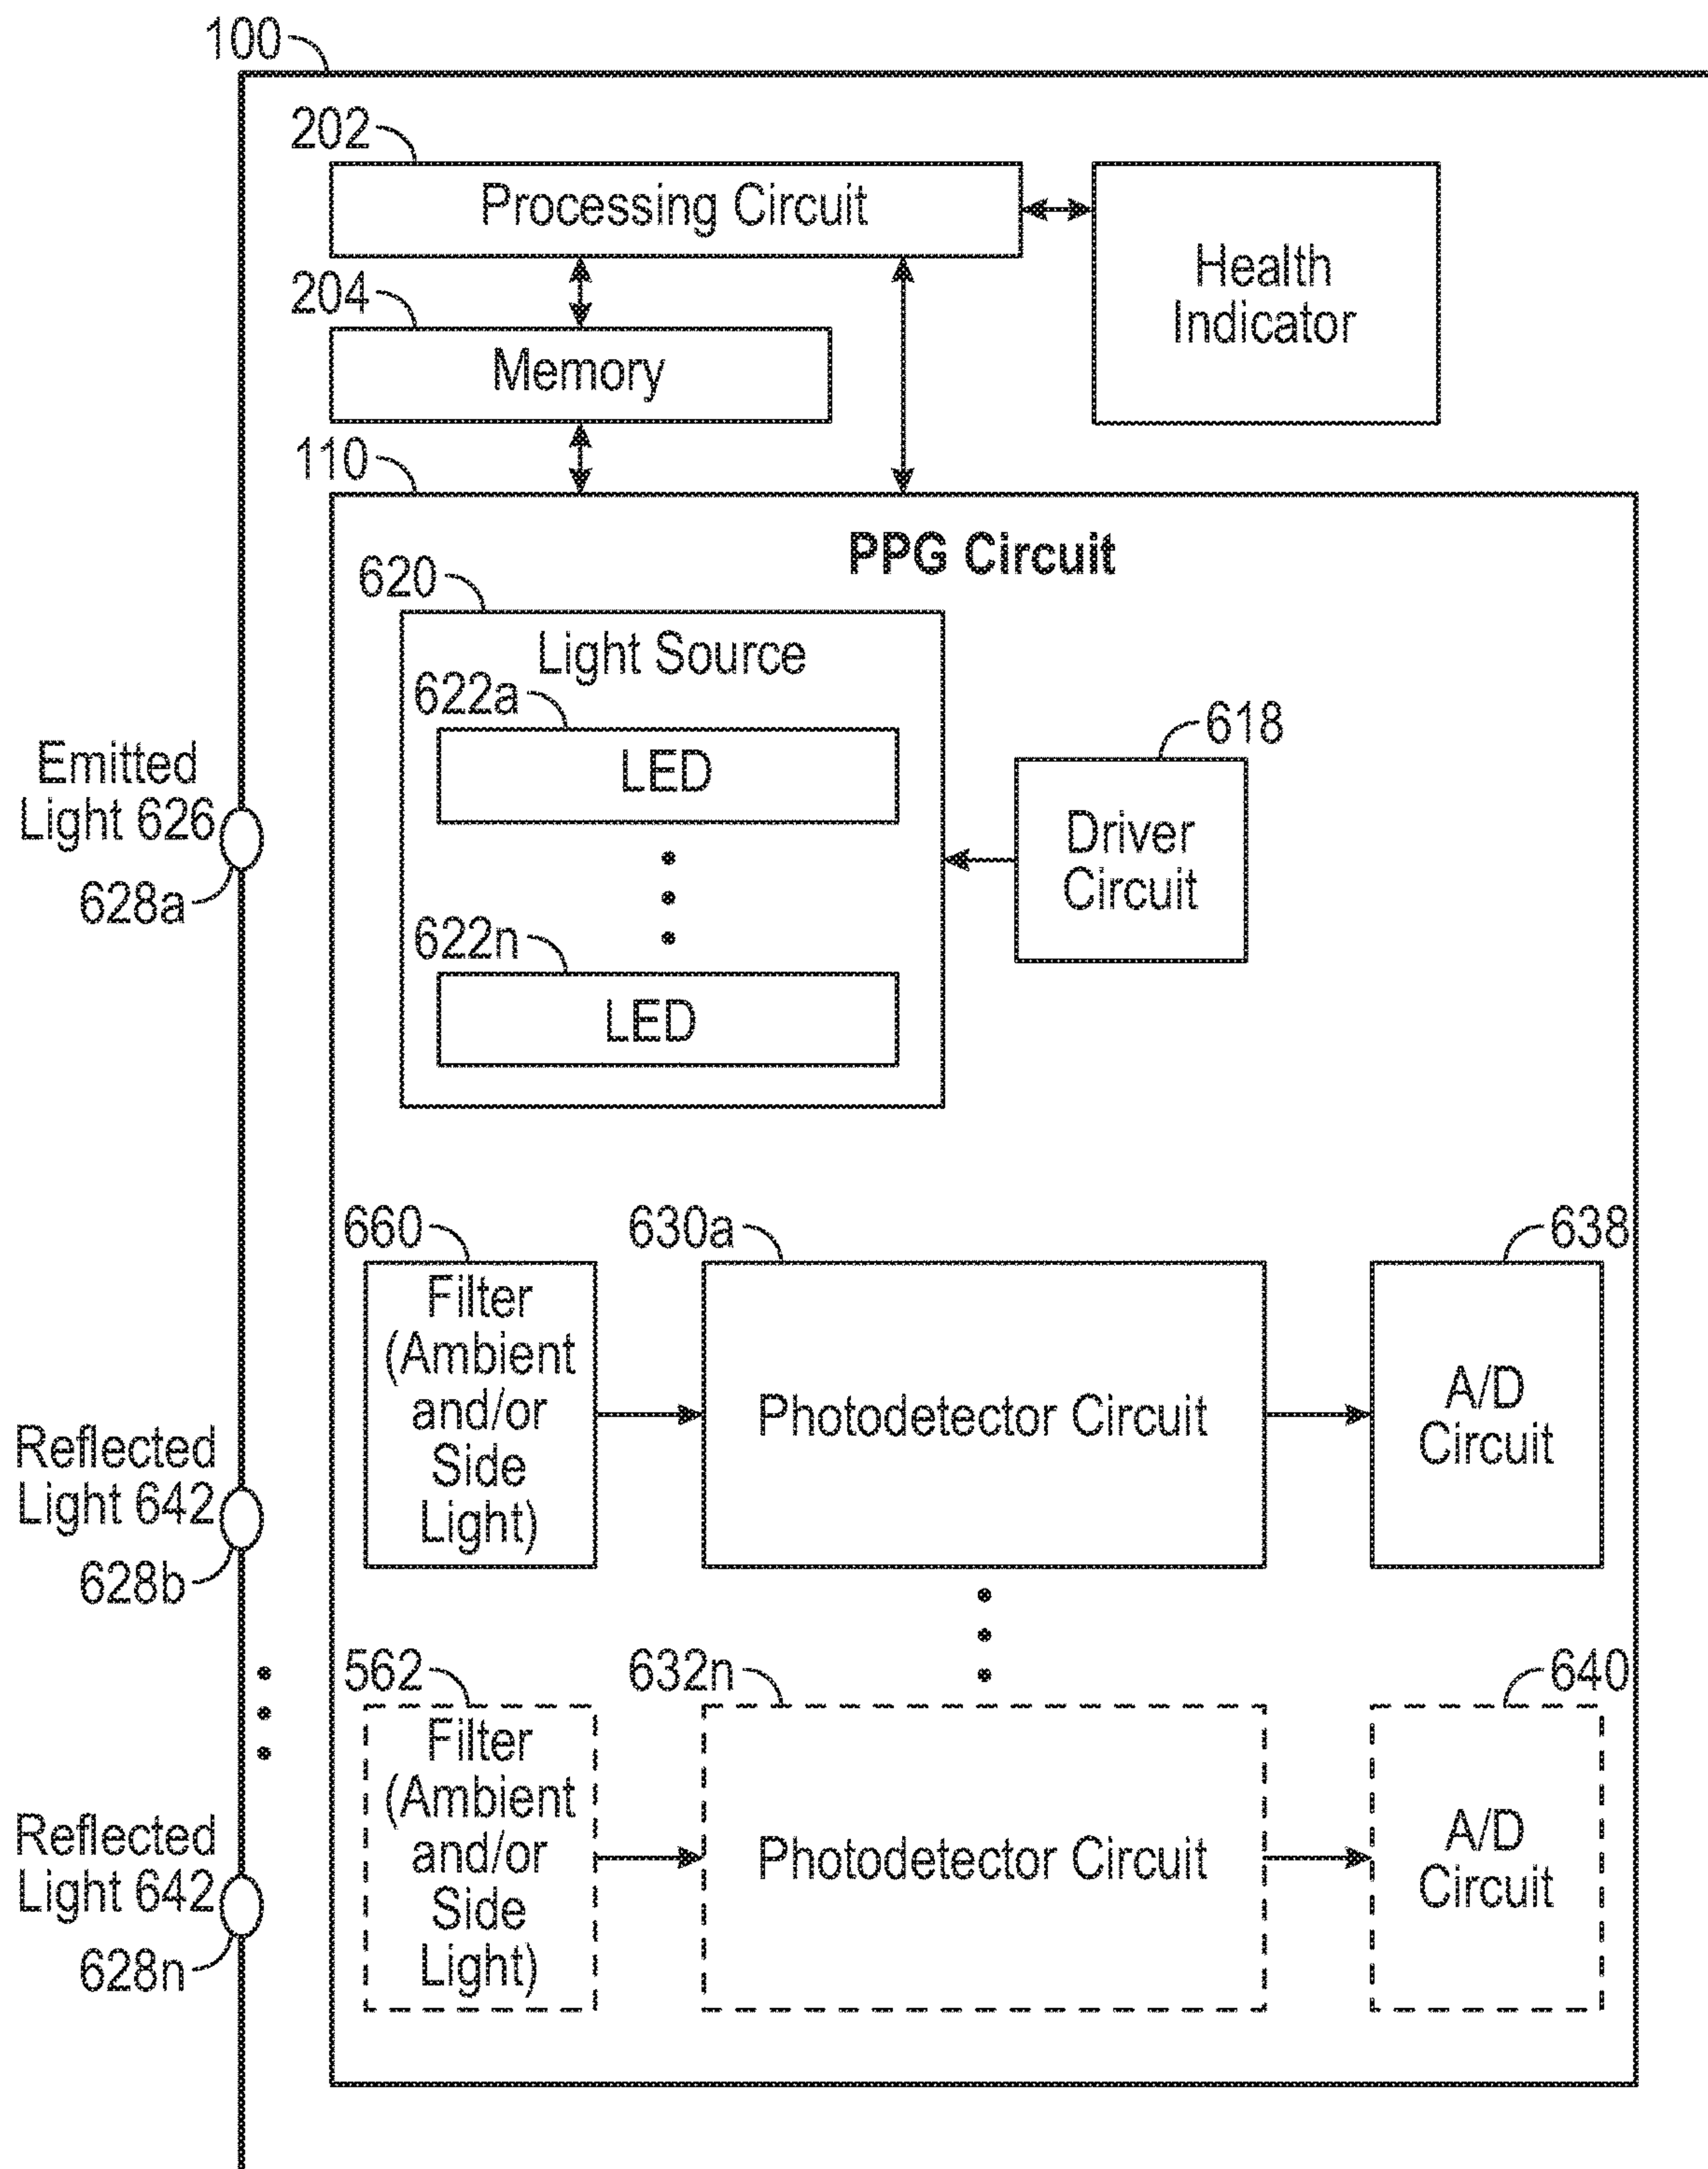 100
202
Processing Circuit
Health
Indicator
204
Memory
110
PPG Circuit
620
Light Source
622a
LED
618
Driver
Circuit
Emitted
Light 626
628a
622n
LED
660
630a
638
Filter
(Ambient
and/or
Side
Light)
Photodetector Circuit
A/D
Circuit
Reflected
Light 642
628b
562
632n
640
Filter
(Ambient
and/or
Side
Light)
Photodetector Circuit
A/D
Circuit
Reflected
Light 642
628n